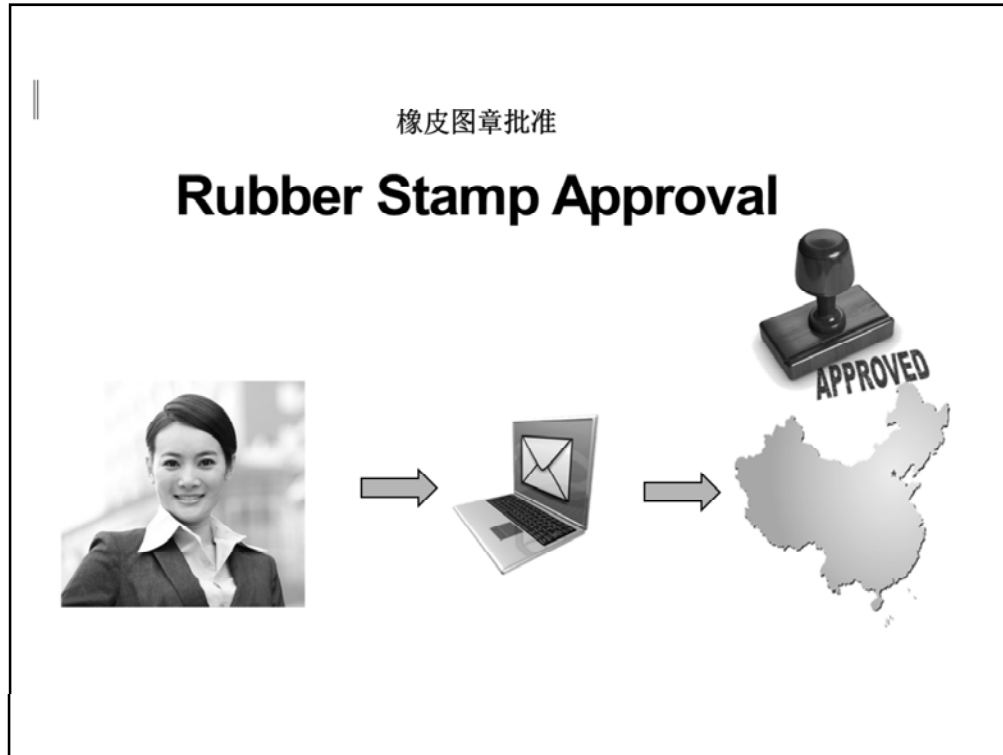 橡皮图章批准
Rubber Stamp Approval
APPROVED